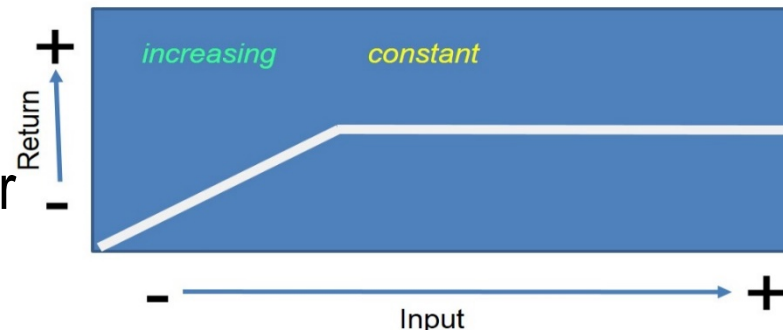 +
increasing constant
Return
r
-
- +
Input